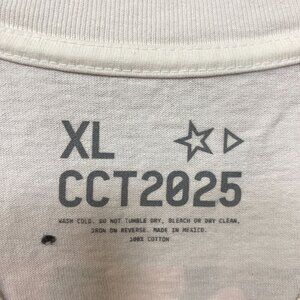 XL
CCT2025
WASH COLD. DO NOT TUMBLE DRY, BLEACH OR DRY CLEAN,
IRON ON REVERSE. MADE IN MEXICO.
100% COTTON